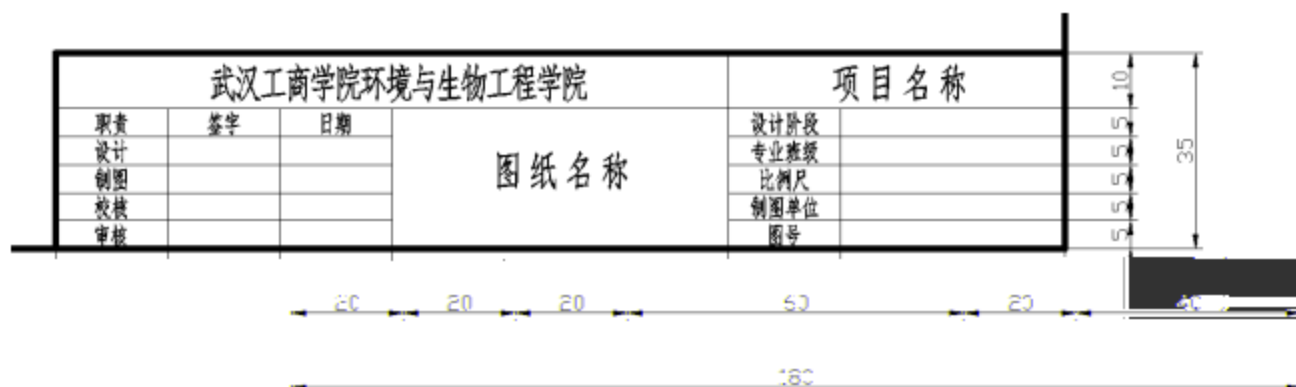 武汉工商学院环境与生物工程学院 项目名称
10
职责 签字 日期 设计阶段
5
设计 专业班级
5
35
制图 图纸名称 比例尺
5
校核 制图单位
5
审核 图号
5
20 20 20 60 20 40
180